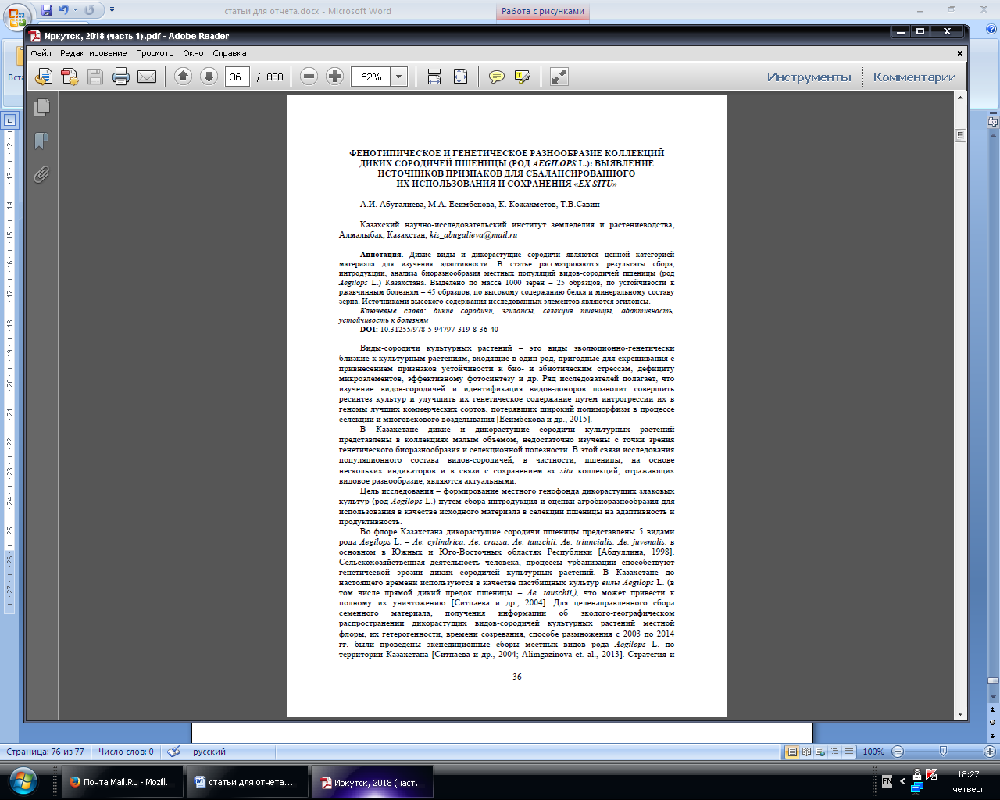 статьи для отчета.docx - Microsoft Word
Работа с рисунками
Иркутск, 2018 (часть 1).pdf - Adobe Reader
Файл Редактирование Просмотр Окно Справка
36 / 880
62%
Инструменты Комментарии
ФЕНОТИПИЧЕСКОЕ И ГЕНЕТИЧЕСКОЕ РАЗНООБРАЗИЕ КОЛЛЕКЦИЙ
ДИКИХ СОРОДИЧЕЙ ПШЕНИЦЫ (РОД AEGILOPS L.): ВЫЯВЛЕНИЕ
ИСТОЧНИКОВ ПРИЗНАКОВ ДЛЯ СБАЛАНСИРОВАННОГО
ИХ ИСПОЛЬЗОВАНИЯ И СОХРАНЕНИЯ «EX SITU»
А.И. Абугалиева, М.А. Есимбекова, К. Кожахметов, Т.В.Савин
Казахский научно-исследовательский институт земледелия и растениеводства,
Алмалыбак, Казахстан, kiz_abugalieva@mail.ru
Аннотация. Дикие виды и дикорастущие сородичи являются ценной категорией
материала для изучения адаптивности. В статье рассматриваются результаты сбора,
интродукции, анализа биоразнообразия местных популяций видов-сородичей пшеницы (род
Aegilops L.) Казахстана. Выделено по массе 1000 зерен – 25 образцов, по устойчивости к
ржавчинным болезням – 45 образцов, по высокому содержанию белка и минеральному составу
зерна. Источниками высокого содержания исследованных элементов являются эгилопсы.
Ключевые слова: дикие сородичи, эгилопсы, селекция пшеницы, адаптивность,
устойчивость к болезням
DOI: 10.31255/978-5-94797-319-8-36-40
Виды-сородичи культурных растений – это виды эволюционно-генетически
близкие к культурным растениям, входящие в один род, пригодные для скрещивания с
привнесением признаков устойчивости к био- и абиотическим стрессам, дефициту
микроэлементов, эффективному фотосинтезу и др. Ряд исследователей полагает, что
изучение видов-сородичей и идентификация видов-доноров позволит совершить
ресинтез культур и улучшить их генетическое содержание путем интрогрессии их в
геномы лучших коммерческих сортов, потерявших широкий полиморфизм в процессе
селекции и многовекового возделывания [Есимбекова и др., 2015].
В Казахстане дикие и дикорастущие сородичи культурных растений
представлены в коллекциях малым объемом, недостаточно изучены с точки зрения
генетического биоразнообразия и селекционной полезности. В этой связи исследования
популяционного состава видов-сородичей, в частности, пшеницы, на основе
нескольких индикаторов и в связи с сохранением ex situ коллекций, отражающих
видовое разнообразие, являются актуальными.
Цель исследования – формирование местного генофонда дикорастущих злаковых
культур (род Aegilops L.) путем сбора интродукция и оценки агробиоразнообразия для
использования в качестве исходного материала в селекции пшеницы на адаптивность и
продуктивность.
Во флоре Казахстана дикорастущие сородичи пшеницы представлены 5 видами
рода Aegilops L. – Ae. cylindrica, Ae. crassa, Ae. tauschii, Ae. triuncialis, Ae. juvenalis, в
основном в Южных и Юго-Восточных областях Республики [Абдуллина, 1998].
Сельскохозяйственная деятельность человека, процессы урбанизации способствуют
генетической эрозии диких сородичей культурных растений. В Казахстане до
настоящего времени используются в качестве пастбищных культур виды Aegilops L. (в
том числе прямой дикий предок пшеницы – Ae. tauschii,), что может привести к
полному их уничтожению [Ситпаева и др., 2004]. Для целенаправленного сбора
семенного материала, получения информации об эколого-географическом
распространении дикорастущих видов-сородичей культурных растений местной
флоры, их гетерогенности, времени созревания, способе размножения с 2003 по 2014
гг. были проведены экспедиционные сборы местных видов рода Aegilops L. по
территории Казахстана [Ситпаева и др., 2004; Alimgazinova et. al., 2013]. Стратегия и
36
12
13
14
15
16
17
18
19
20
21
22
23
24
25
26
27
Страница: 76 из 77 Число слов: 0 русский 100%
Почта Mail.Ru - Mozill... статьи для отчета.... Иркутск, 2018 (част... EN 18:27
четверг